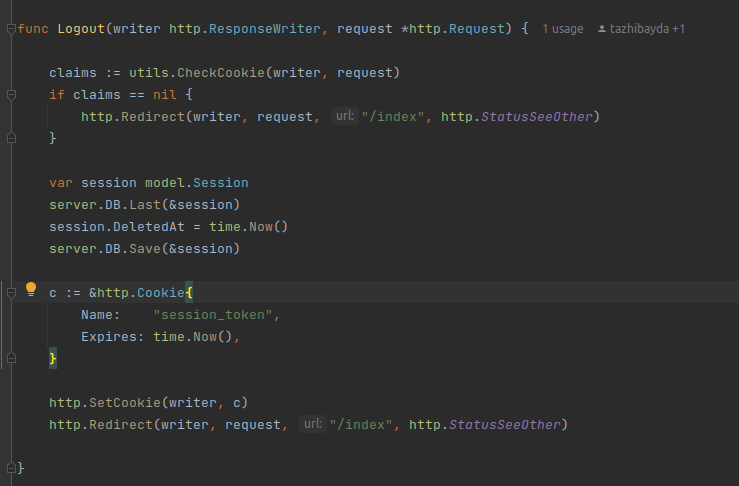 func Logout(writer http.ResponseWriter, request *http.Request) { 1 usage tazhibayda +1
claims := utils.CheckCookie(writer, request)
if claims == nil {
http.Redirect(writer, request, url: "/index", http.StatusSeeOther)
}
var session model.Session
server.DB.Last(&session)
session.DeletedAt = time.Now()
server.DB.Save(&session)
c := &http.Cookie{
Name: "session_token",
Expires: time.Now(),
}
http.SetCookie(writer, c)
http.Redirect(writer, request, url: "/index", http.StatusSeeOther)
}